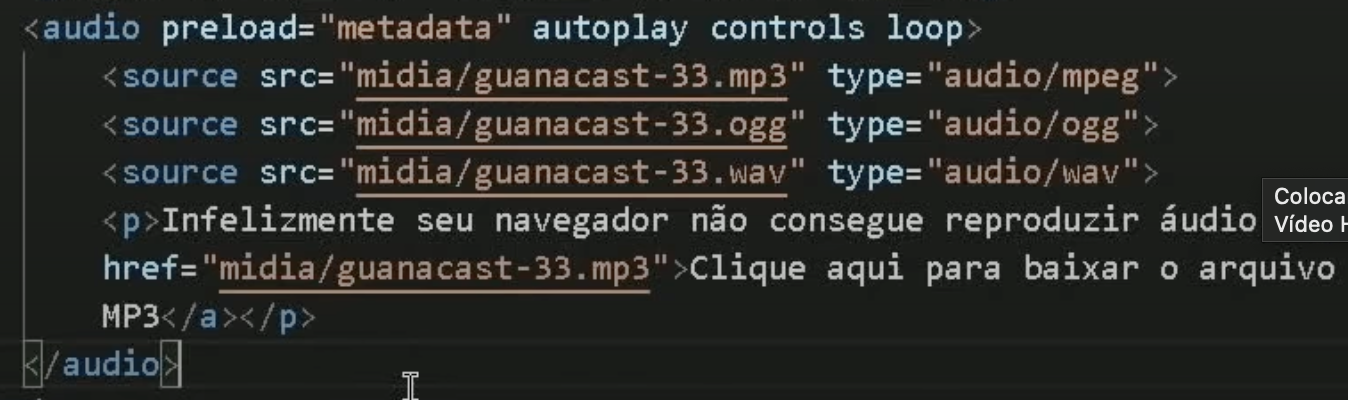 <audio preload="metadata" autoplay controls loop>
<source src="midia/guanacast-33.mp3" type="audio/mpeg">
<source src="midia/guanacast-33.ogg" type="audio/ogg">
<source src="midia/guanacast-33.wav" type="audio/wav">
<p>Infelizmente seu navegador não consegue reproduzir áudio
Coloca
Vídeo H
href="midia/guanacast-33.mp3">Clique aqui para baixar o arquivo
MP3</a></p>
</audio>